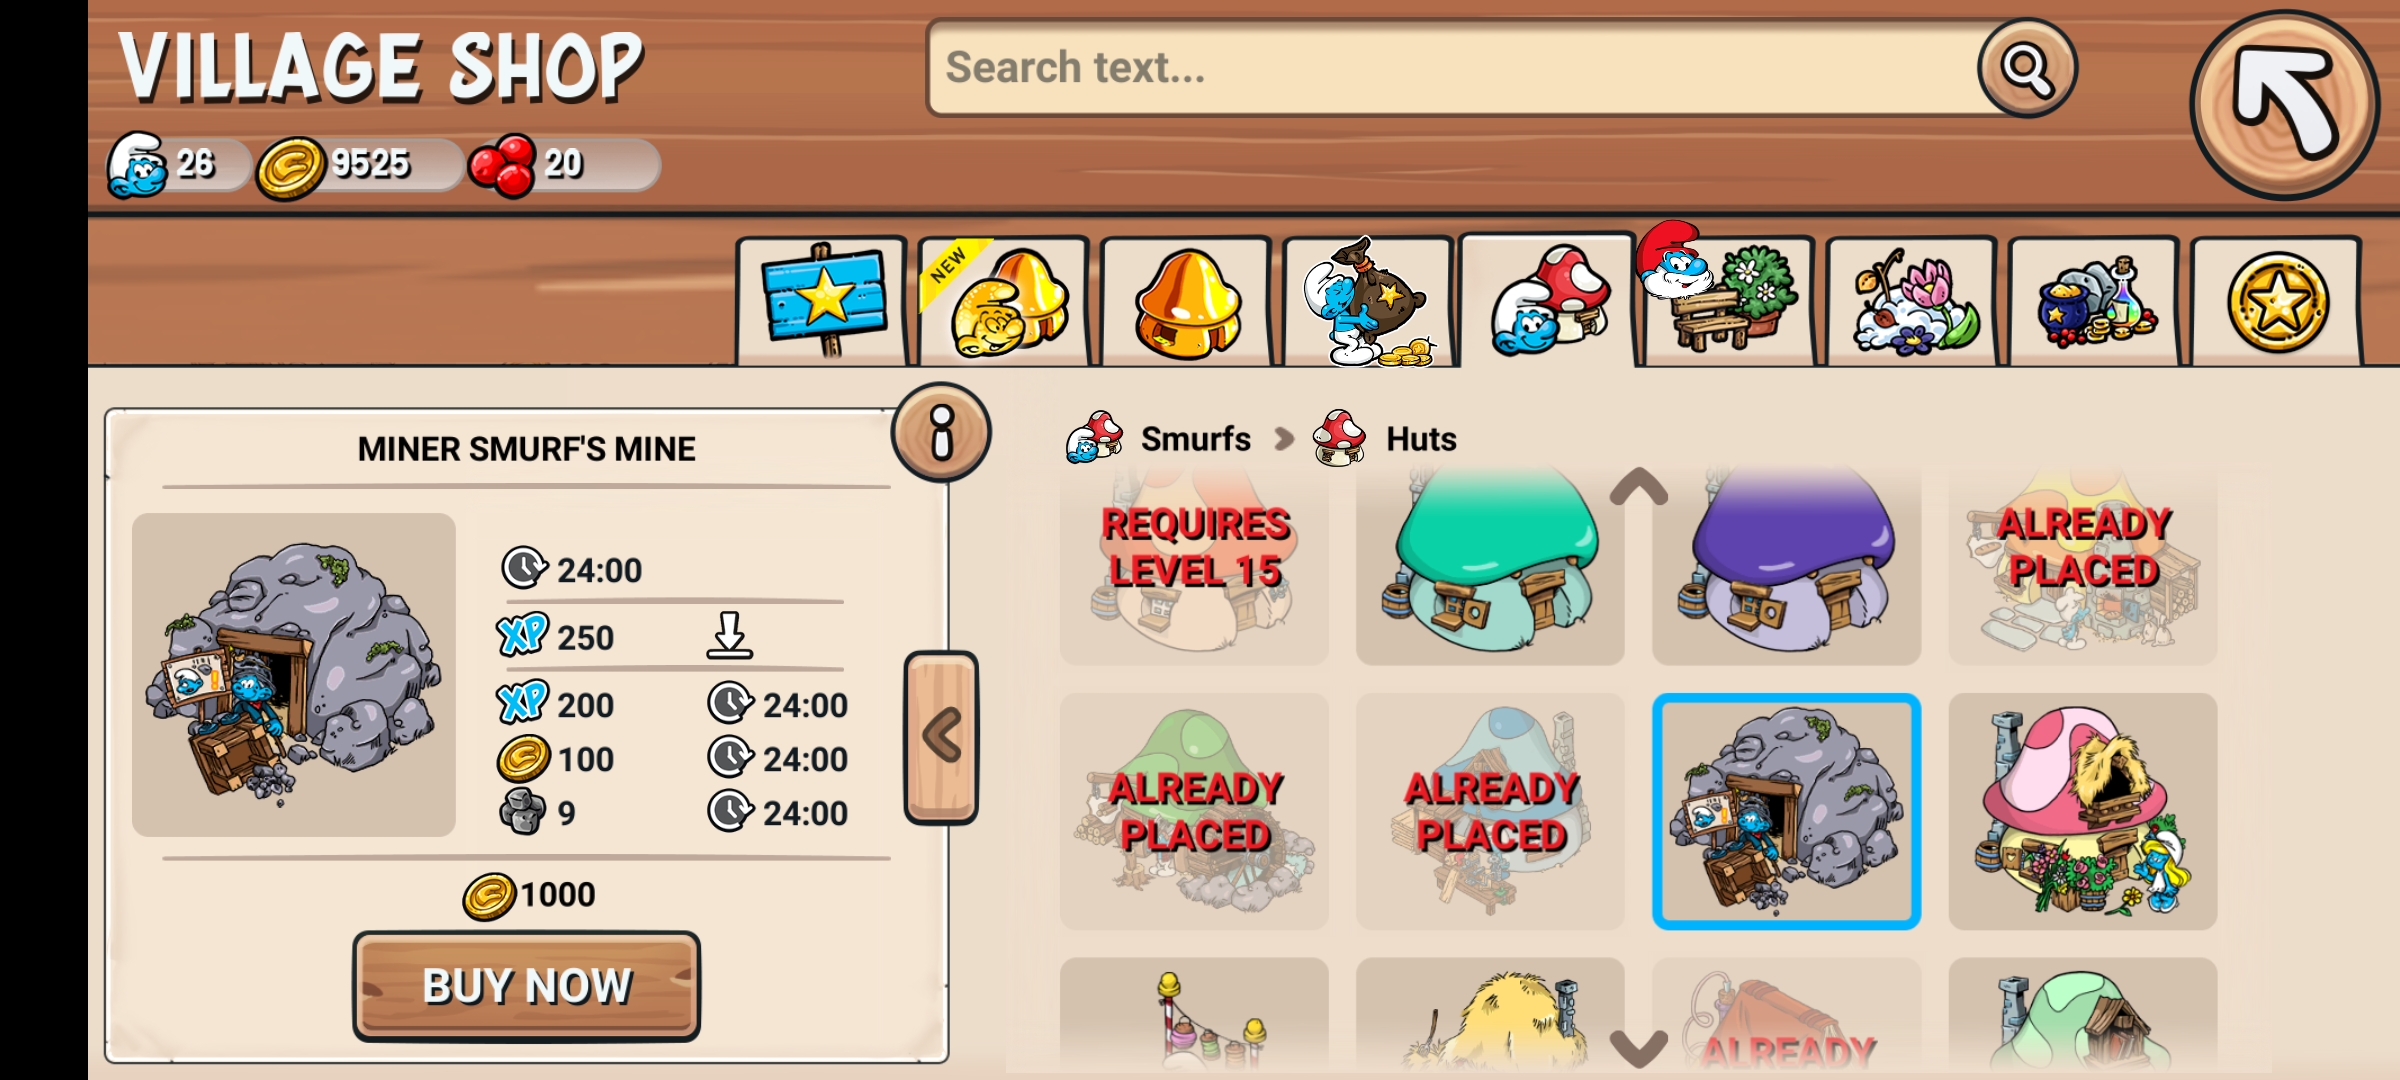 VILLAGE SHOP
Search text...
26
9525
20
NEW
MINER SMURF'S MINE
24:00
XP 250
XP 200 24:00
100 24:00
9 24:00
1000
BUY NOW
Smurfs
Huts
REQUIRES
LEVEL 15
ALREADY
PLACED
ALREADY
PLACED
ALREADY
PLACED
ALREADY